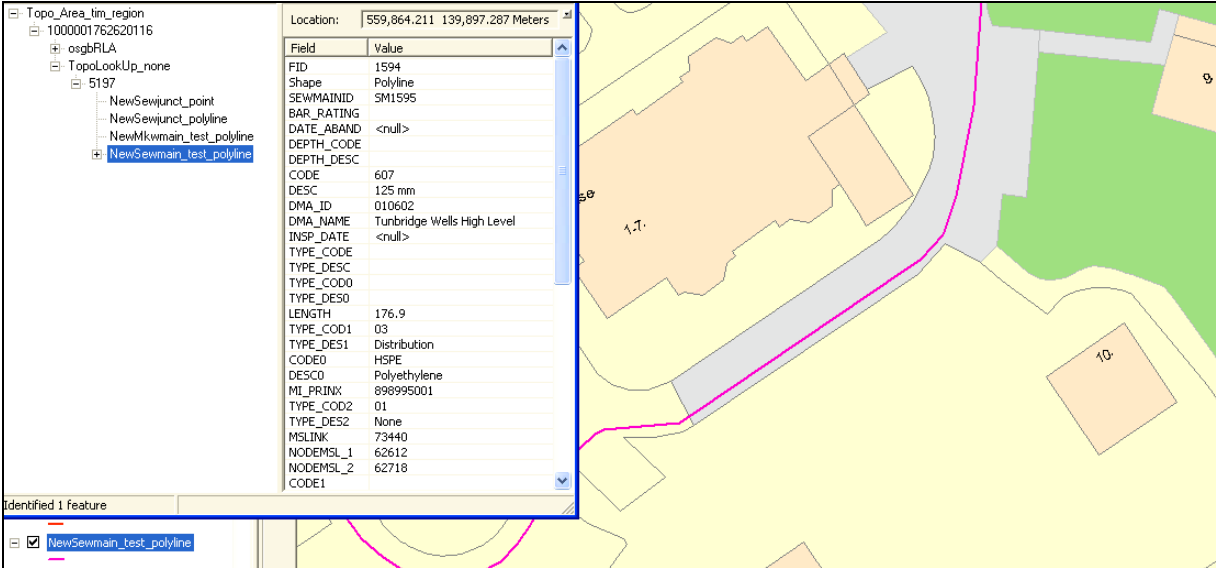 Topo_Area_tim_region
1000001762620116
osgbRLA
TopoLookUp_none
5197
NewSewjunct_point
NewSewjunct_polyline
NewMkwmain_test_polyline
NewSewmain_test_polyline
Identified 1 feature
Location: 559,864.211 139,897.287 Meters
Field Value
FID 1594
Shape Polyline
SEWMAINID SM1595
BAR_RATING
DATE_ABAND <null>
DEPTH_CODE
DEPTH_DESC
CODE 607
DESC 125 mm
DMA_ID 010602
DMA_NAME Tunbridge Wells High Level
INSP_DATE <null>
TYPE_CODE
TYPE_DESC
TYPE_COD0
TYPE_DES0
LENGTH 176.9
TYPE_COD1 03
TYPE_DES1 Distribution
CODE0 HSPE
DESC0 Polyethylene
MI_PRINX 898995001
TYPE_COD2 01
TYPE_DES2 None
MSLINK 73440
NODEMSL_1 62612
NODEMSL_2 62718
CODE1
NewSewmain_test_polyline
1-7.
10.